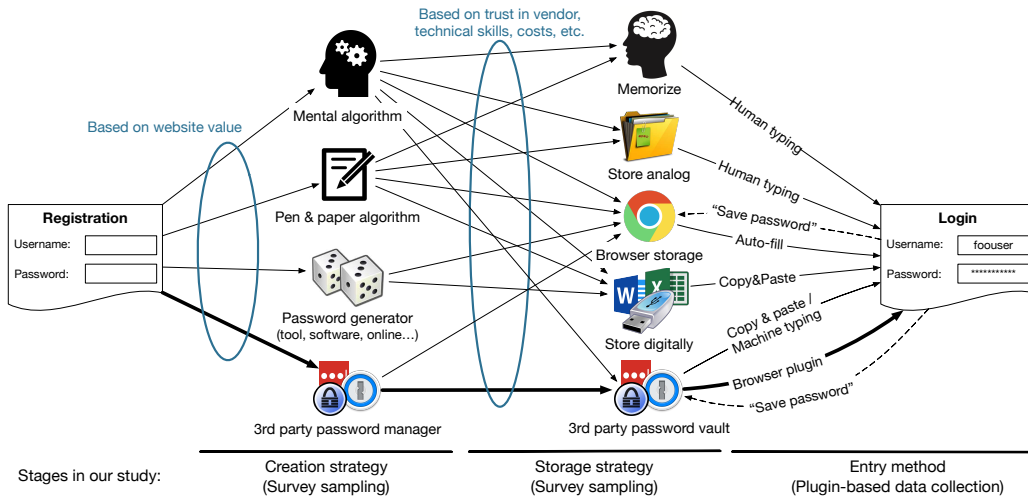 Based on trust in vendor,
technical skills, costs, etc.
Based on website value
Mental algorithm
Memorize
Human typing
Store analog
Human typing
Pen & paper algorithm
Registration
Username:
Password:
“Save password”
Browser storage
Auto-fill
Login
Username:
foouser
Password:
***********
Password generator
(tool, software, online...)
W
X
Copy&Paste
Store digitally
Copy & paste /
Machine typing
Browser plugin
“Save password”
3rd party password manager
3rd party password vault
Stages in our study:
Creation strategy
(Survey sampling)
Storage strategy
(Survey sampling)
Entry method
(Plugin-based data collection)